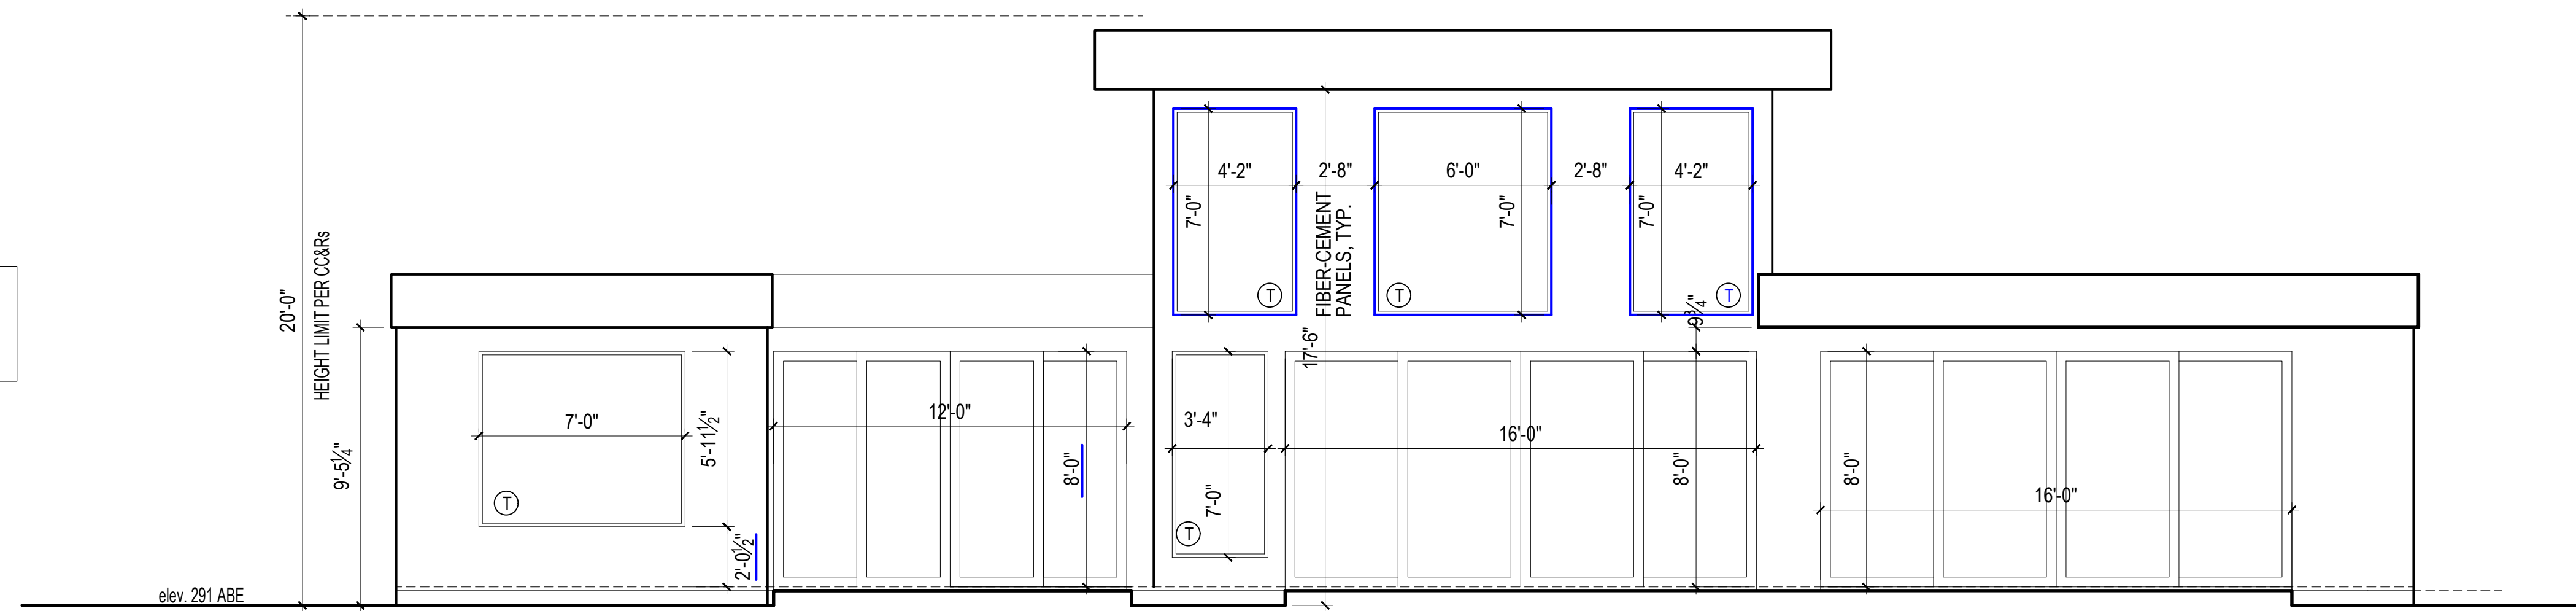 4'-2"
2'-8"
6'-0"
2'-8"
4'-2"
7'-0"
7'-0"
7'-0"
FIBER-CEMENT
PANELS, TYP.
T
T
T
20'-0"
HEIGHT LIMIT PER CC&Rs
9¾"
17'-6"
9'-5¼"
7'-0"
5'-11½"
12'-0"
3'-4"
16'-0"
8'-0"
8'-0"
8'-0"
16'-0"
7'-0"
T
T
2'-0½"
elev. 291 ABE